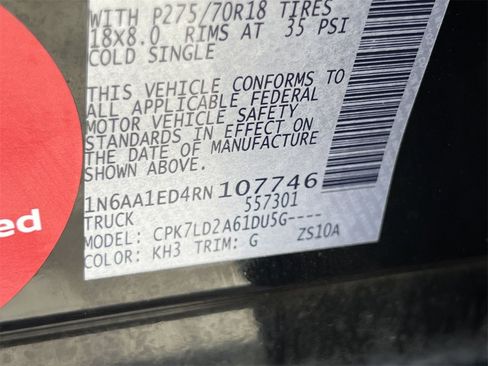 WITH P275/70R18 TIRES
18x8.0 RIMS AT 35 PSI
COLD SINGLE
THIS VEHICLE CONFORMS TO
ALL APPLICABLE FEDERAL
MOTOR VEHICLE SAFETY
STANDARDS IN EFFECT ON
THE DATE OF MANUFACTURE
SHOWN ABOVE.
1N6AA1ED4RN107746
TRUCK 557301
MODEL: CPK7LD2A61DU5G----
COLOR: KH3 TRIM: G ZS10A
ed